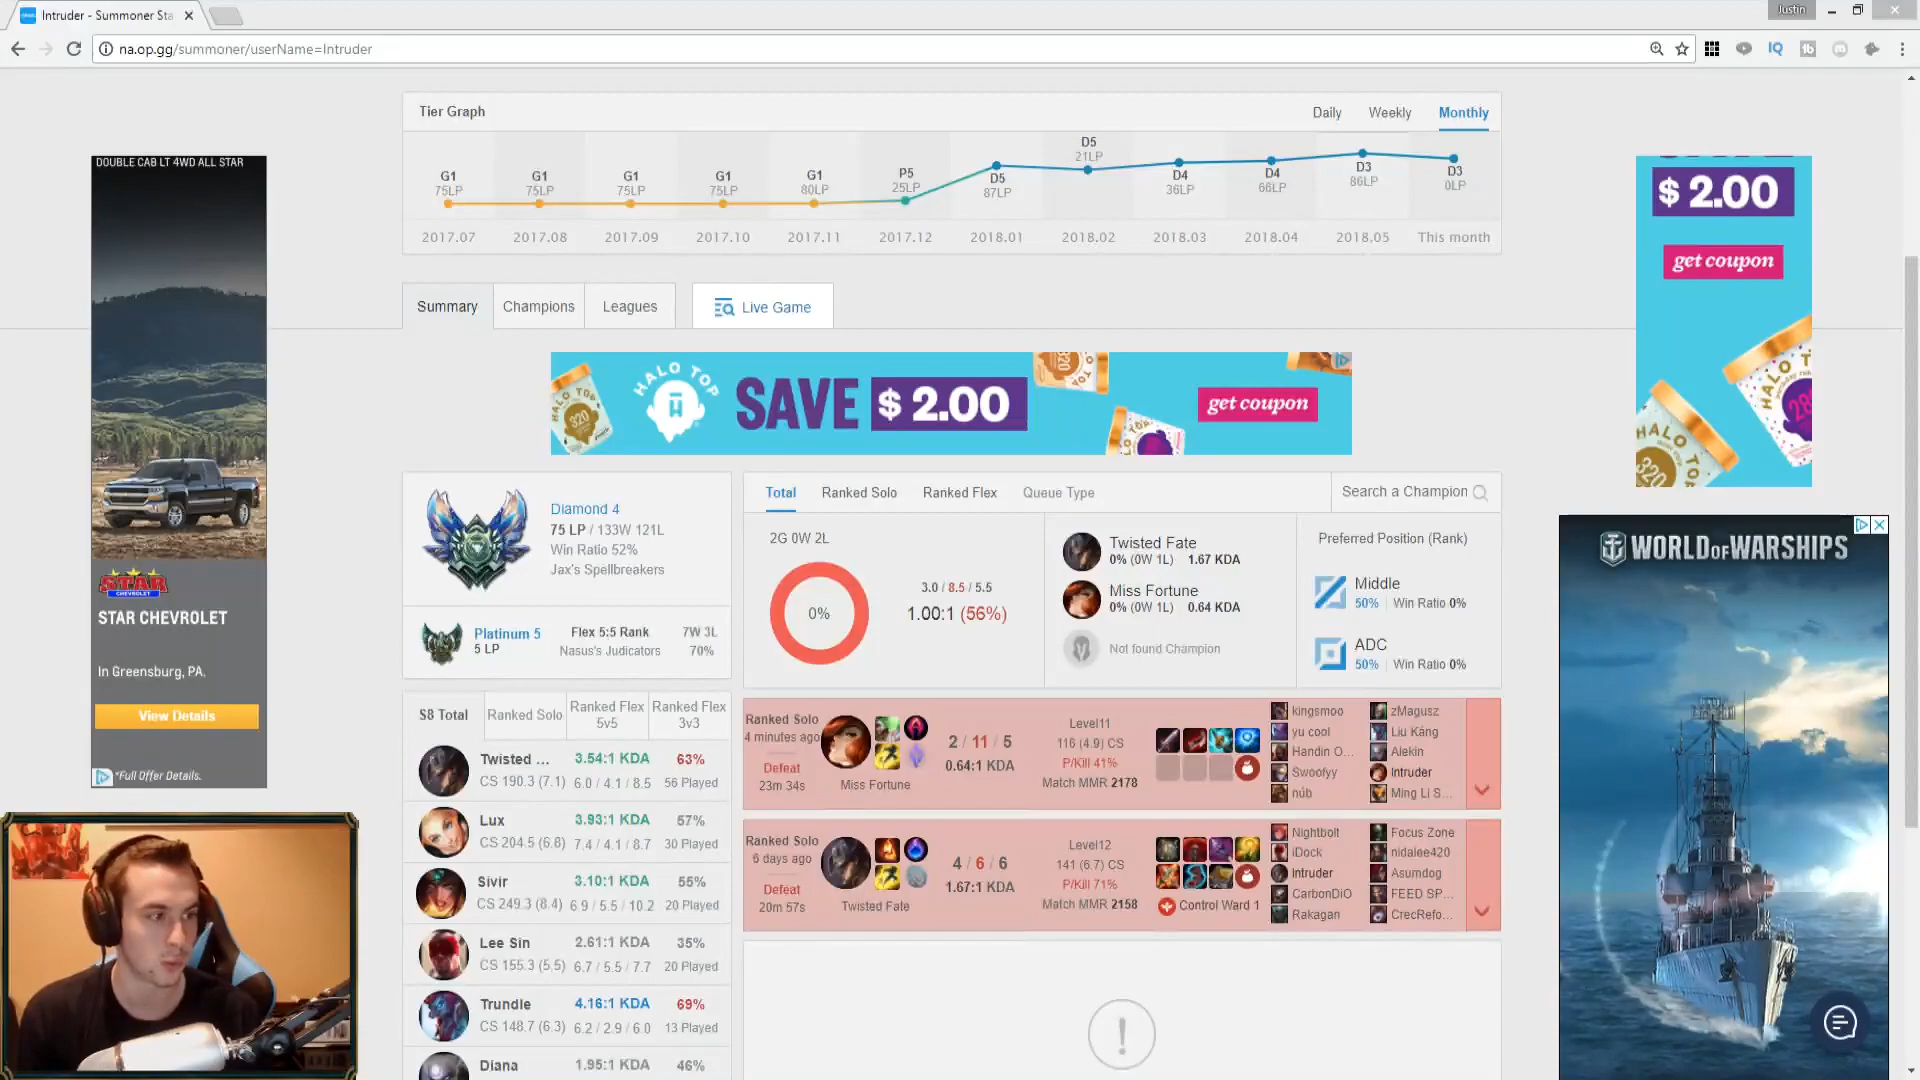 Intruder - Summoner Sta
Justin
na.op.gg/summoner/userName=Intruder
IQ
Tier Graph
Daily
Weekly
Monthly
G1
75LP
G1
75LP
G1
75LP
G1
75LP
G1
80LP
P5
25LP
D5
87LP
D5
21LP
D4
36LP
D4
66LP
D3
86LP
D3
0LP
2017.07
2017.08
2017.09
2017.10
2017.11
2017.12
2018.01
2018.02
2018.03
2018.04
2018.05
This month
DOUBLE CAB LT 4WD ALL STAR
STAR
CHEVROLET
STAR CHEVROLET
In Greensburg, PA.
View Details
*Full Offer Details.
Summary
Champions
Leagues
Live Game
320
HALO TOP
SAVE $ 2.00
get coupon
$ 2.00
get coupon
HALO
320
HALO
Diamond 4
75 LP / 133W 121L
Win Ratio 52%
Jax's Spellbreakers
Platinum 5
5 LP
Flex 5:5 Rank
Nasus's Judicators
7W 3L
70%
S8 Total
Ranked Solo
Ranked Flex
5v5
Ranked Flex
3v3
Twisted ...
CS 190.3 (7.1)
3.54:1 KDA
6.0 / 4.1 / 8.5
63%
56 Played
Lux
CS 204.5 (6.8)
3.93:1 KDA
7.4 / 4.1 / 8.7
57%
30 Played
Sivir
CS 249.3 (8.4)
3.10:1 KDA
6.9 / 5.5 / 10.2
55%
20 Played
Lee Sin
CS 155.3 (5.5)
2.61:1 KDA
6.7 / 5.5 / 7.7
35%
20 Played
Trundle
CS 148.7 (6.3)
4.16:1 KDA
6.2 / 2.9 / 6.0
69%
13 Played
Diana
1.95:1 KDA
46%
Total
Ranked Solo
Ranked Flex
Queue Type
Search a Champion
2G 0W 2L
0%
3.0 / 8.5 / 5.5
1.00:1 (56%)
Twisted Fate
0% (0W 1L) 1.67 KDA
Miss Fortune
0% (0W 1L) 0.64 KDA
Not found Champion
Preferred Position (Rank)
Middle
50% Win Ratio 0%
ADC
50% Win Ratio 0%
Ranked Solo
4 minutes ago
Defeat
23m 34s
Miss Fortune
2 / 11 / 5
0.64:1 KDA
Level11
116 (4.9) CS
P/Kill 41%
Match MMR 2178
kingsmoo
yu cool
Handin O...
Swoofyy
núb
zMagusz
Liu Kàng
Alekin
Intruder
Ming Li S...
Ranked Solo
6 days ago
Defeat
20m 57s
Twisted Fate
4 / 6 / 6
1.67:1 KDA
Level12
141 (6.7) CS
P/Kill 71%
Match MMR 2158
Control Ward 1
Nightbolt
iDock
Intruder
CarbonDiO
Rakagan
Focus Zone
nidalee420
Asumdog
FEED SP...
CrecRefo...
WORLD OF WARSHIPS